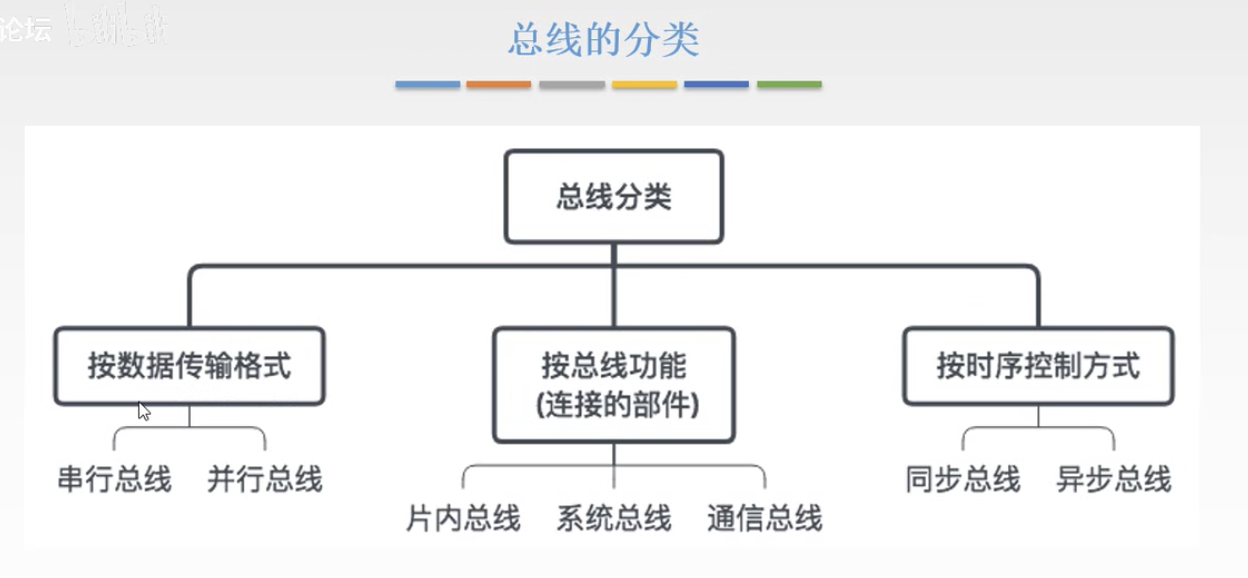 论坛
总线的分类
总线分类
按数据传输格式
按总线功能
(连接的部件)
按时序控制方式
串行总线
并行总线
片内总线
系统总线
通信总线
同步总线
异步总线